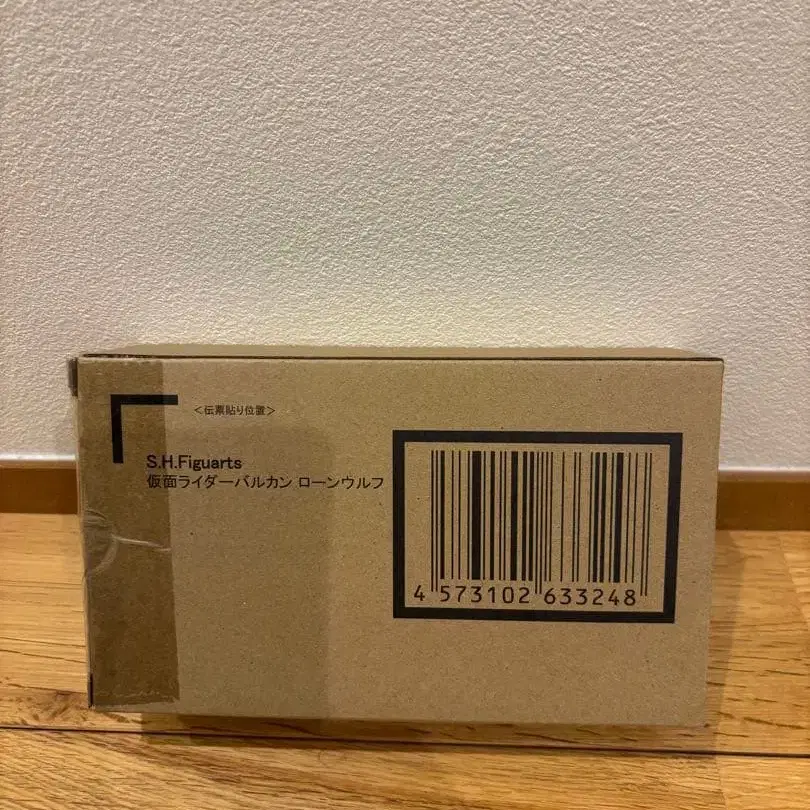 ＜伝票貼り位置＞
S.H.Figuarts
仮面ライダーバルカン ローンウルフ
4 573102 633248